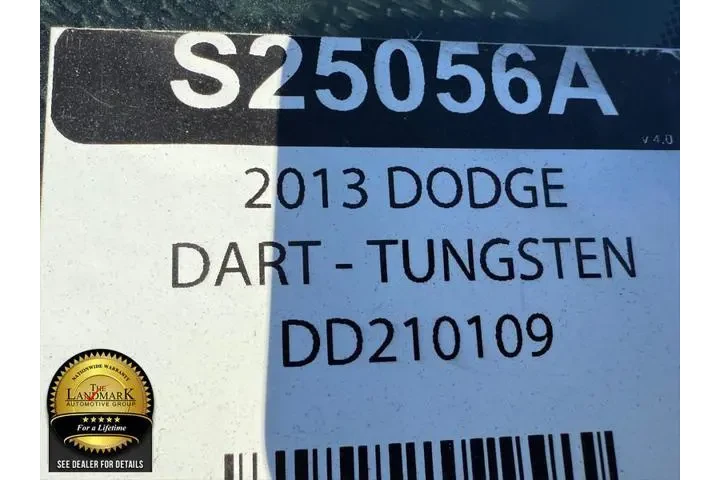 S25056A
v 4.0
2013 DODGE
DART - TUNGSTEN
DD210109
NATIONWIDE WARRANTY
THE
LANDMARK
AUTOMOTIVE GROUP
For a Lifetime
SEE DEALER FOR DETAILS